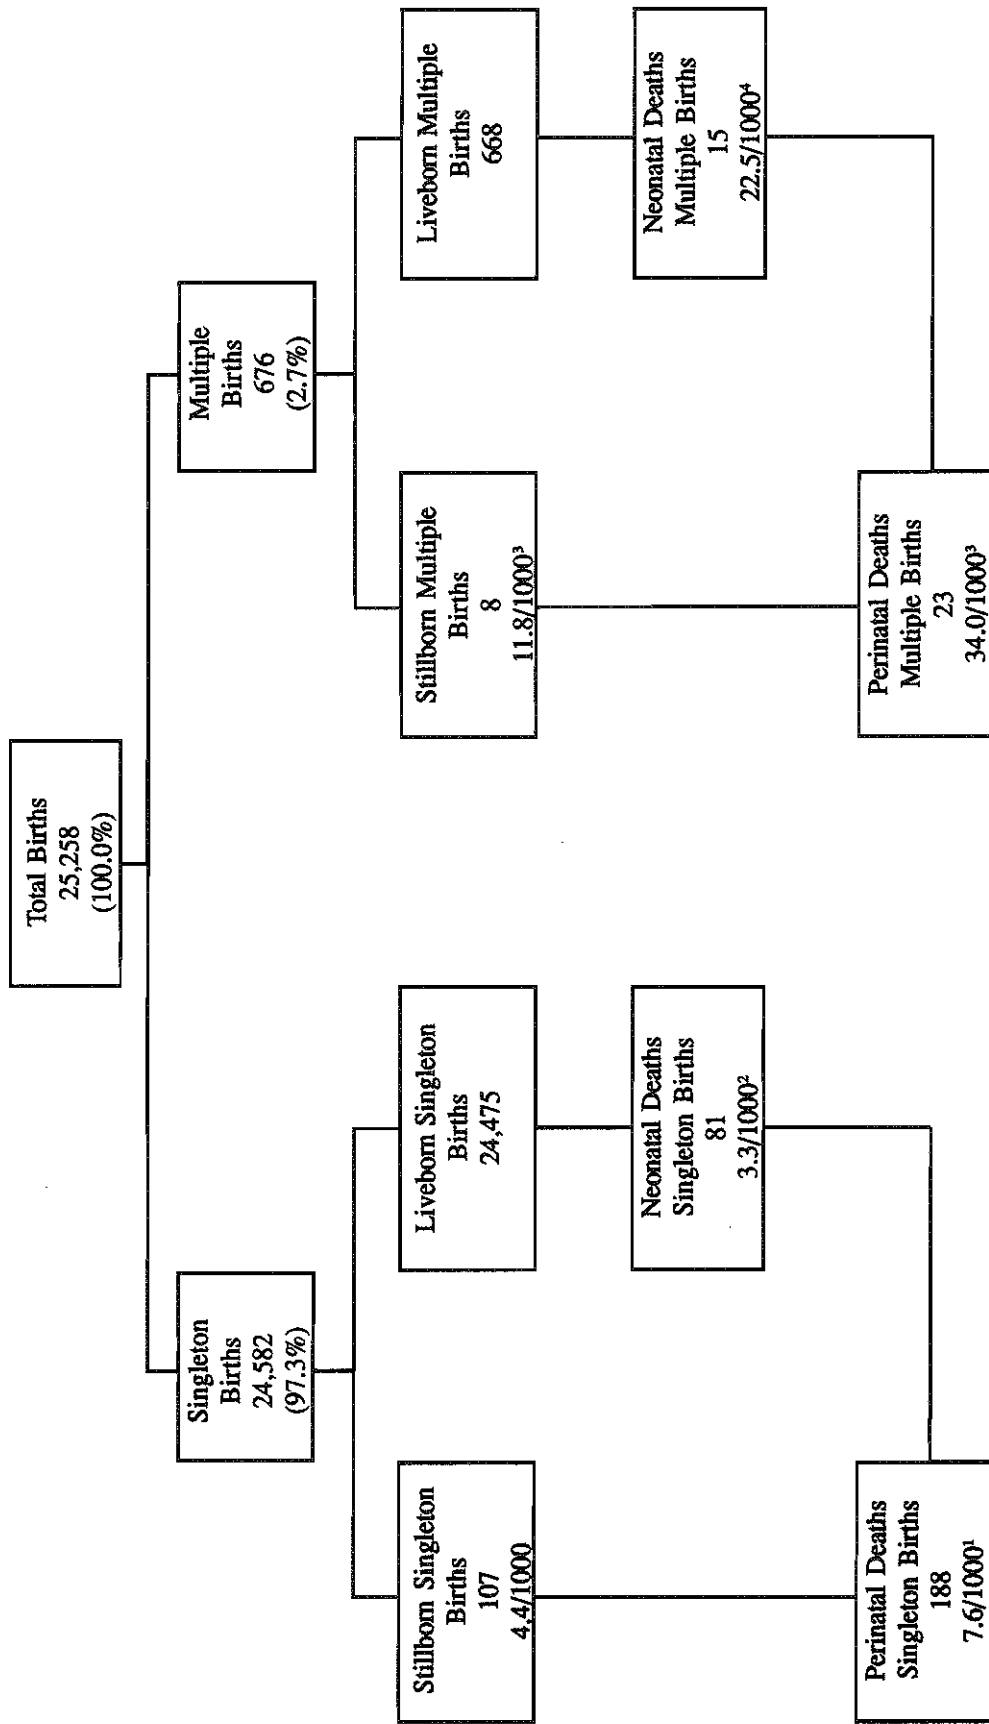 Total Births
25,258
(100.0%)
Singleton
Births
24,582
(97.3%)
Multiple
Births
676
(2.7%)
Stillborn Singleton
Births
107
4.4/1000
Liveborn Singleton
Births
24,475
Stillborn Multiple
Births
8
11.8/1000³
Liveborn Multiple
Births
668
Neonatal Deaths
Singleton Births
81
3.3/1000²
Neonatal Deaths
Multiple Births
15
22.5/1000⁴
Perinatal Deaths
Singleton Births
188
7.6/1000¹
Perinatal Deaths
Multiple Births
23
34.0/1000³